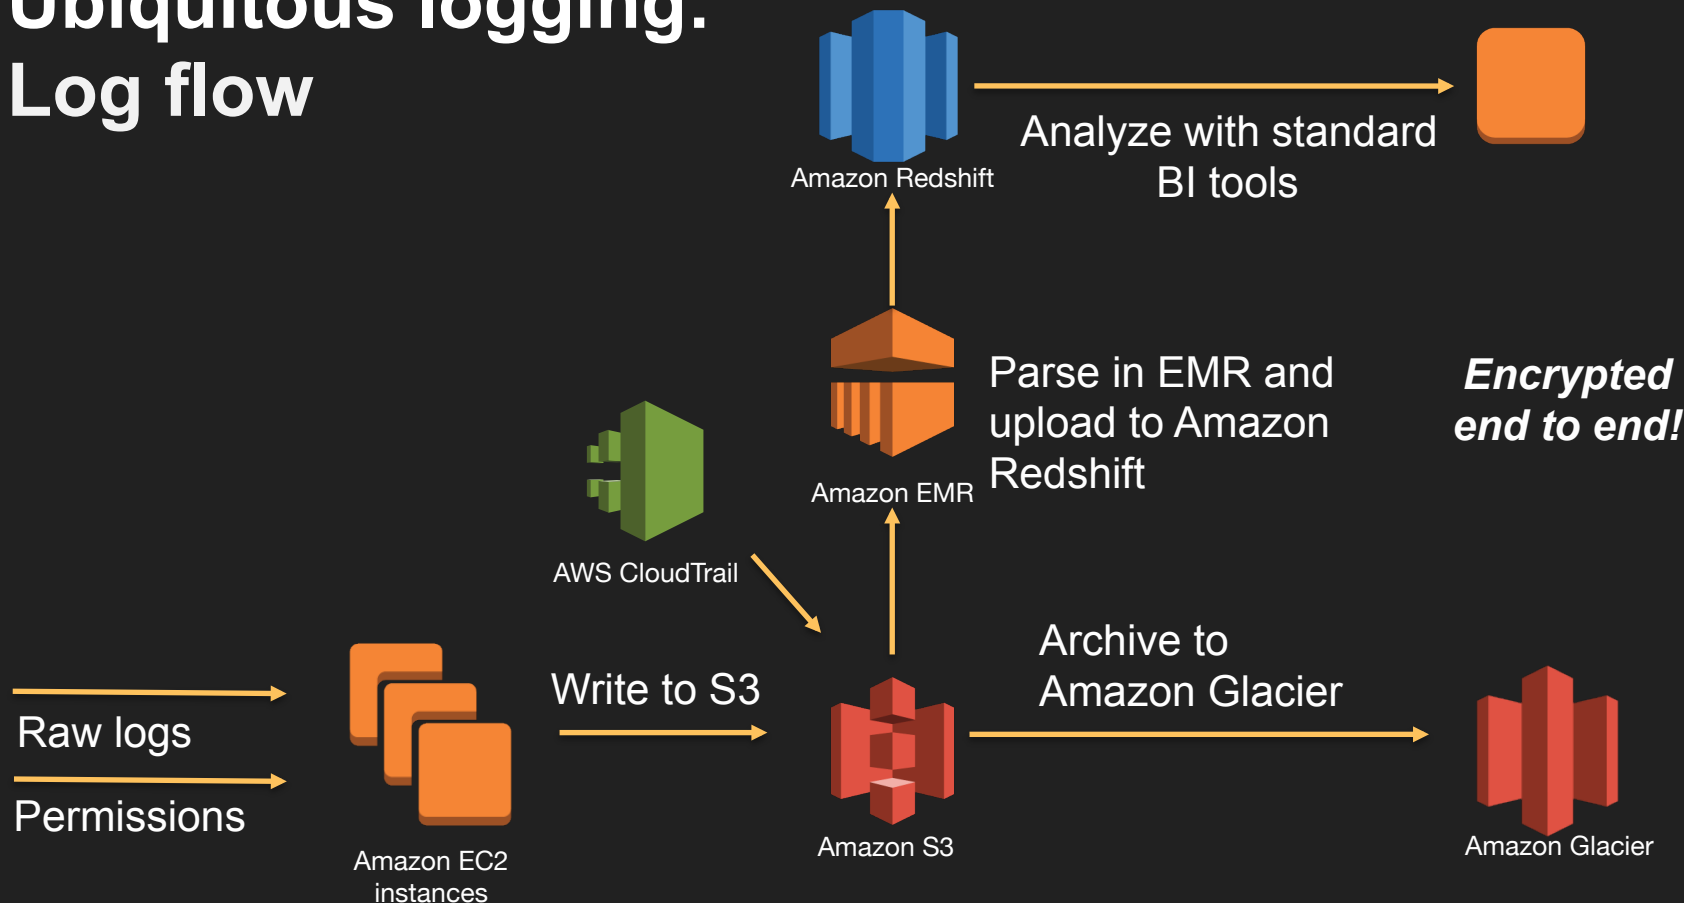 Ubiquitous logging:
Log flow
Amazon Redshift
Analyze with standard
BI tools
Parse in EMR and
upload to Amazon
Redshift
Encrypted
end to end!
Amazon EMR
AWS CloudTrail
Archive to
Amazon Glacier
Write to S3
Raw logs
Permissions
Amazon EC2
instances
Amazon S3
Amazon Glacier